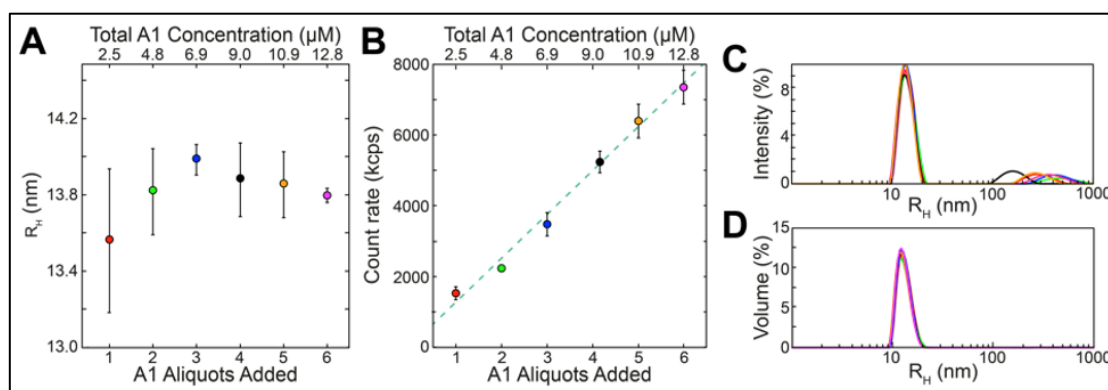 A
Total A1 Concentration (µM)
2.5 4.8 6.9 9.0 10.9 12.8
14.2
13.8
13.4
13.0
R_H (nm)
1 2 3 4 5 6
A1 Aliquots Added
B
Total A1 Concentration (µM)
2.5 4.8 6.9 9.0 10.9 12.8
8000
6000
4000
2000
0
Count rate (kcps)
1 2 3 4 5 6
A1 Aliquots Added
C
8
4
0
Intensity (%)
10 100 1000
R_H (nm)
D
15
10
5
0
Volume (%)
10 100 1000
R_H (nm)